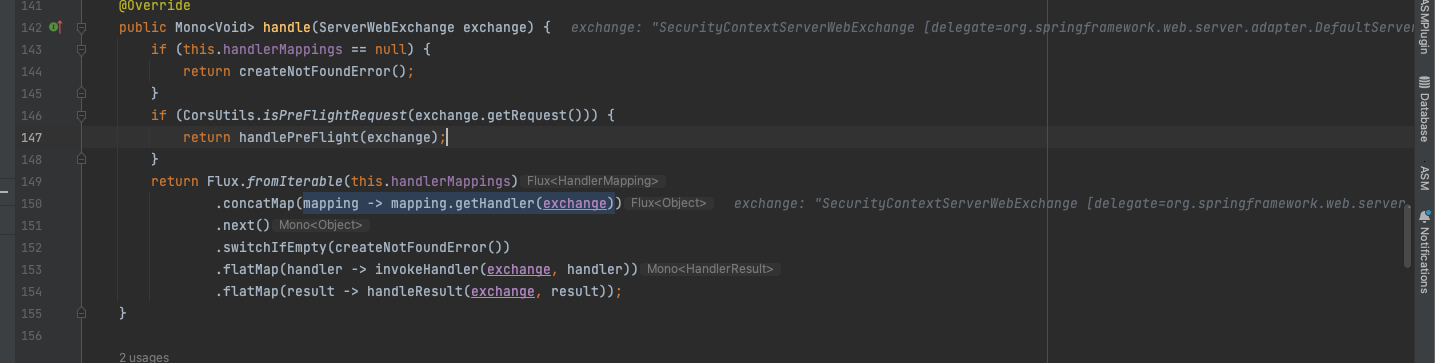 141 @Override
142 public Mono<Void> handle(ServerWebExchange exchange) { exchange: "SecurityContextServerWebExchange [delegate=org.springframework.web.server.adapter.DefaultServer
143 if (this.handlerMappings == null) {
144 return createNotFoundError();
145 }
146 if (CorsUtils.isPreFlightRequest(exchange.getRequest())) {
147 return handlePreFlight(exchange);
148 }
149 return Flux.fromIterable(this.handlerMappings) Flux<HandlerMapping>
150 .concatMap(mapping -> mapping.getHandler(exchange)) Flux<Object> exchange: "SecurityContextServerWebExchange [delegate=org.springframework.web.server.
151 .next() Mono<Object>
152 .switchIfEmpty(createNotFoundError())
153 .flatMap(handler -> invokeHandler(exchange, handler)) Mono<HandlerResult>
154 .flatMap(result -> handleResult(exchange, result));
155 }
156
2 usages
ASMPlugin
Database
ASM
Notifications